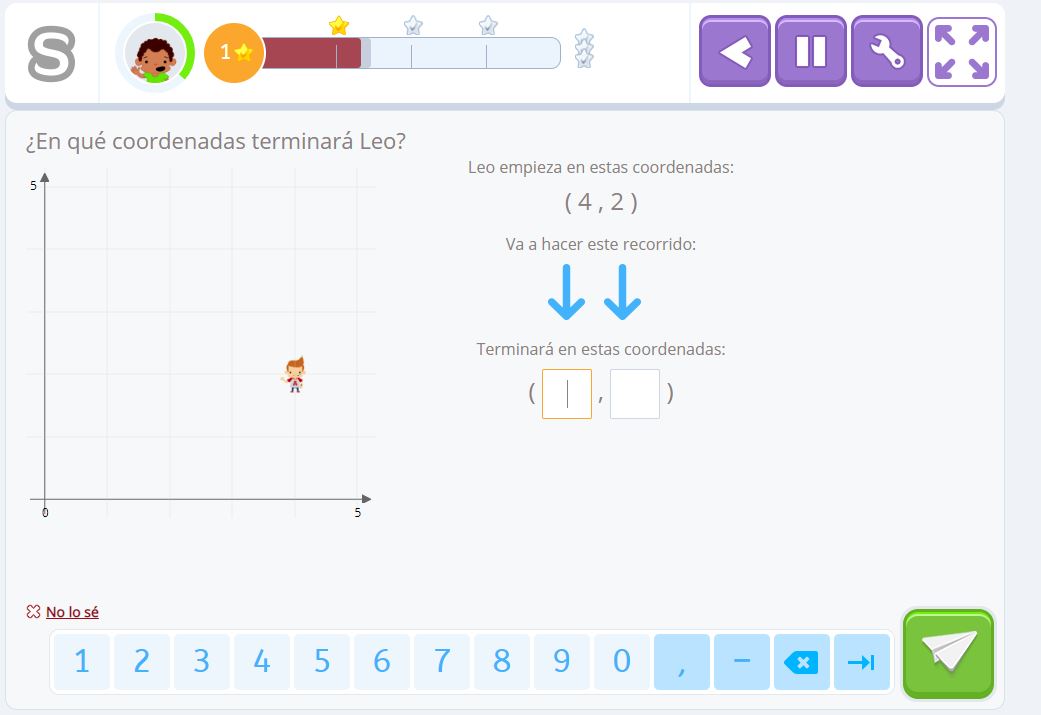 1
¿En qué coordenadas terminará Leo?
Leo empieza en estas coordenadas:
( 4 , 2 )
Va a hacer este recorrido:
Terminará en estas coordenadas:
( , )
5
0 5
No lo sé
1 2 3 4 5 6 7 8 9 0 , −